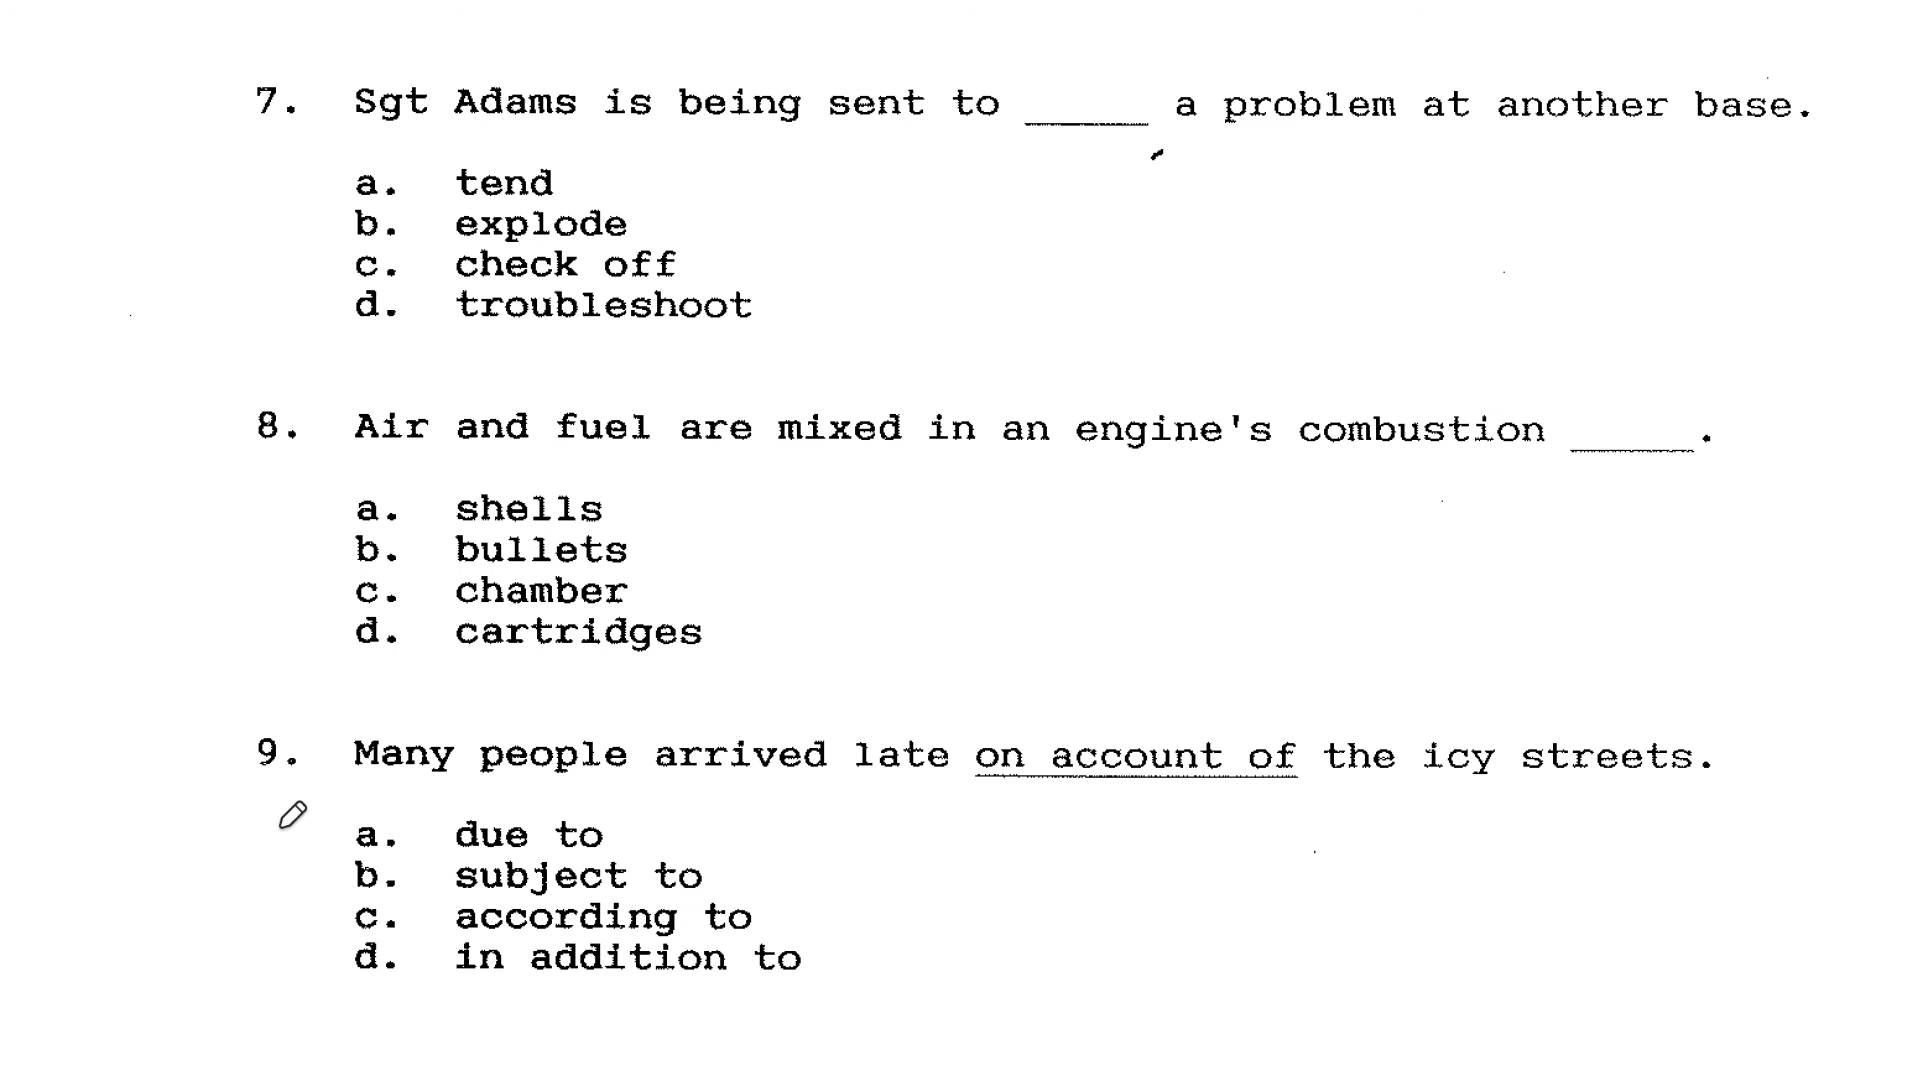 7. Sgt Adams is being sent to _____ a problem at another base.
a. tend
b. explode
c. check off
d. troubleshoot
8. Air and fuel are mixed in an engine's combustion _____.
a. shells
b. bullets
c. chamber
d. cartridges
9. Many people arrived late on account of the icy streets.
a. due to
b. subject to
c. according to
d. in addition to